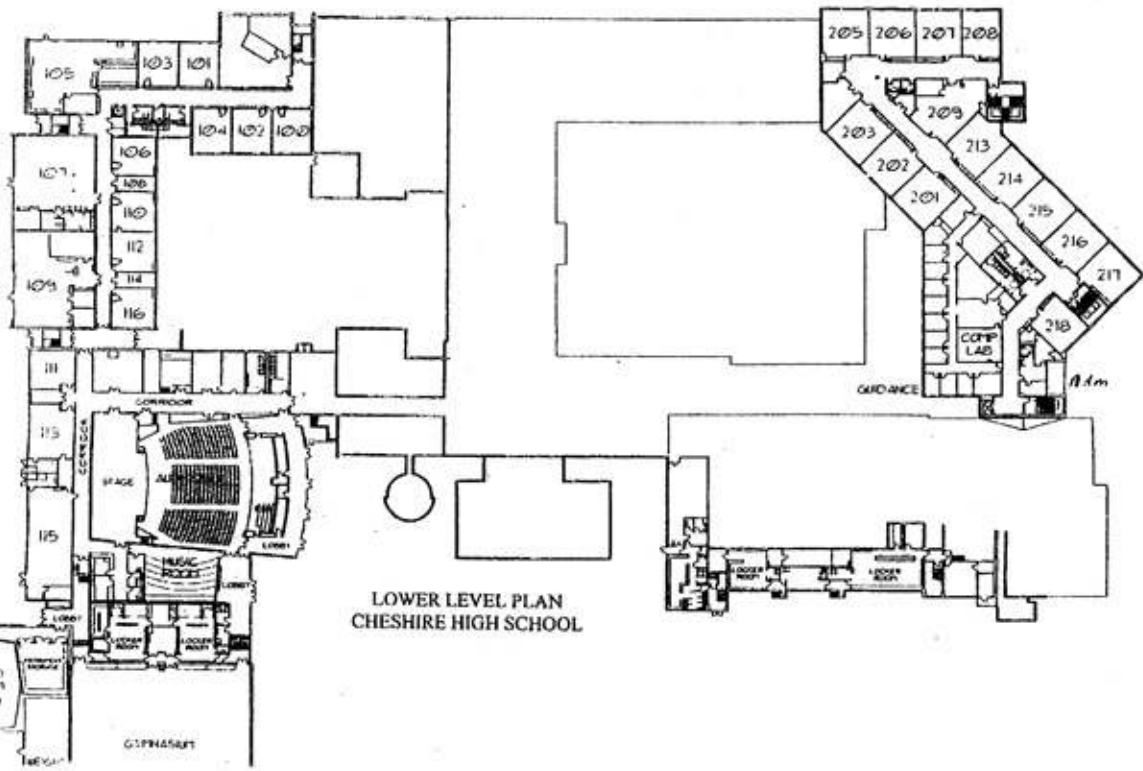 205 206 207 208
105 103 101
209
104 102 100
203 213
106
202 214
107
108
201 215
110
216
112
217
109
114
116
218
COMP
LAB
111
GUIDANCE
CORRIDOR
113
CORRIDOR
STAGE
115
LOBBY
MUSIC
ROOM
LOBBY
LOCKER
ROOM
LOCKER
ROOM
LOWER LEVEL PLAN
CHESHIRE HIGH SCHOOL
LOBBY
LOCKER
ROOM
LOCKER
ROOM
GYMNASIUM